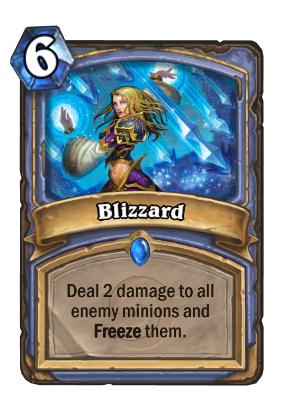 6
Blizzard
Deal 2 damage to all
enemy minions and
Freeze them.